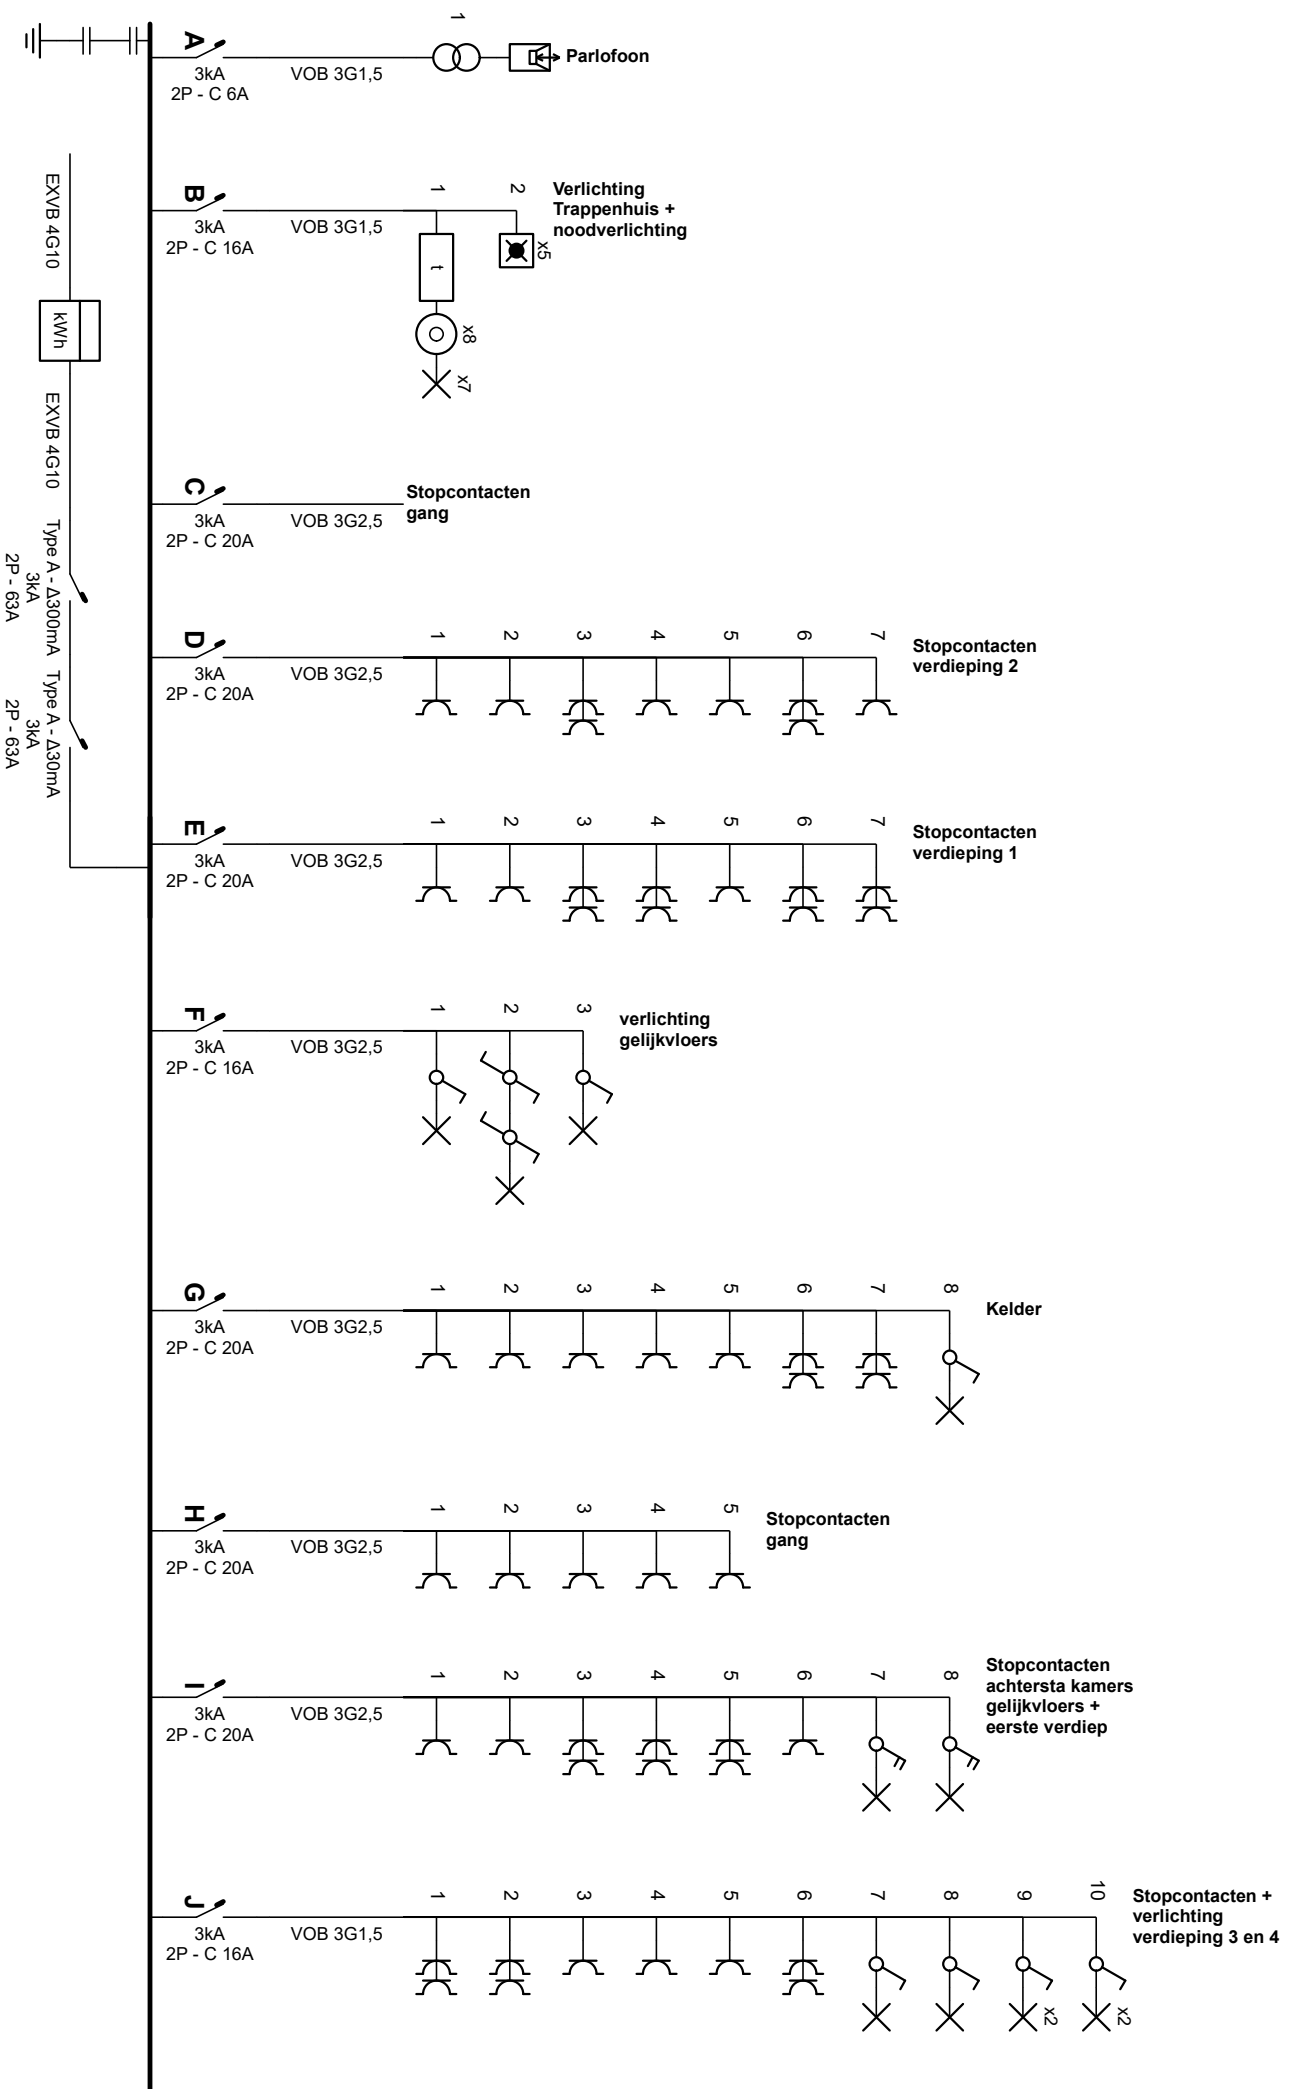 1
A
3kA
2P - C 6A
VOB 3G1,5
Parlofoon
EXVB 4G10
kWh
EXVB 4G10
Type A - Δ300mA
3kA
2P - 63A
Type A - Δ30mA
3kA
2P - 63A
B
3kA
2P - C 16A
VOB 3G1,5
1
2
t
x8
x7
x5
Verlichting
Trappenhuis +
noodverlichting
C
3kA
2P - C 20A
VOB 3G2,5
Stopcontacten
gang
D
3kA
2P - C 20A
VOB 3G2,5
1 2 3 4 5 6 7
Stopcontacten
verdieping 2
E
3kA
2P - C 20A
VOB 3G2,5
1 2 3 4 5 6 7
Stopcontacten
verdieping 1
F
3kA
2P - C 16A
VOB 3G2,5
1 2 3
verlichting
gelijkvloers
G
3kA
2P - C 20A
VOB 3G2,5
1 2 3 4 5 6 7 8
Kelder
H
3kA
2P - C 20A
VOB 3G2,5
1 2 3 4 5
Stopcontacten
gang
I
3kA
2P - C 20A
VOB 3G2,5
1 2 3 4 5 6 7 8
Stopcontacten
achtersta kamers
gelijkvloers +
eerste verdiep
J
3kA
2P - C 16A
VOB 3G1,5
1 2 3 4 5 6 7 8 9 10
x2
x2
Stopcontacten +
verlichting
verdieping 3 en 4